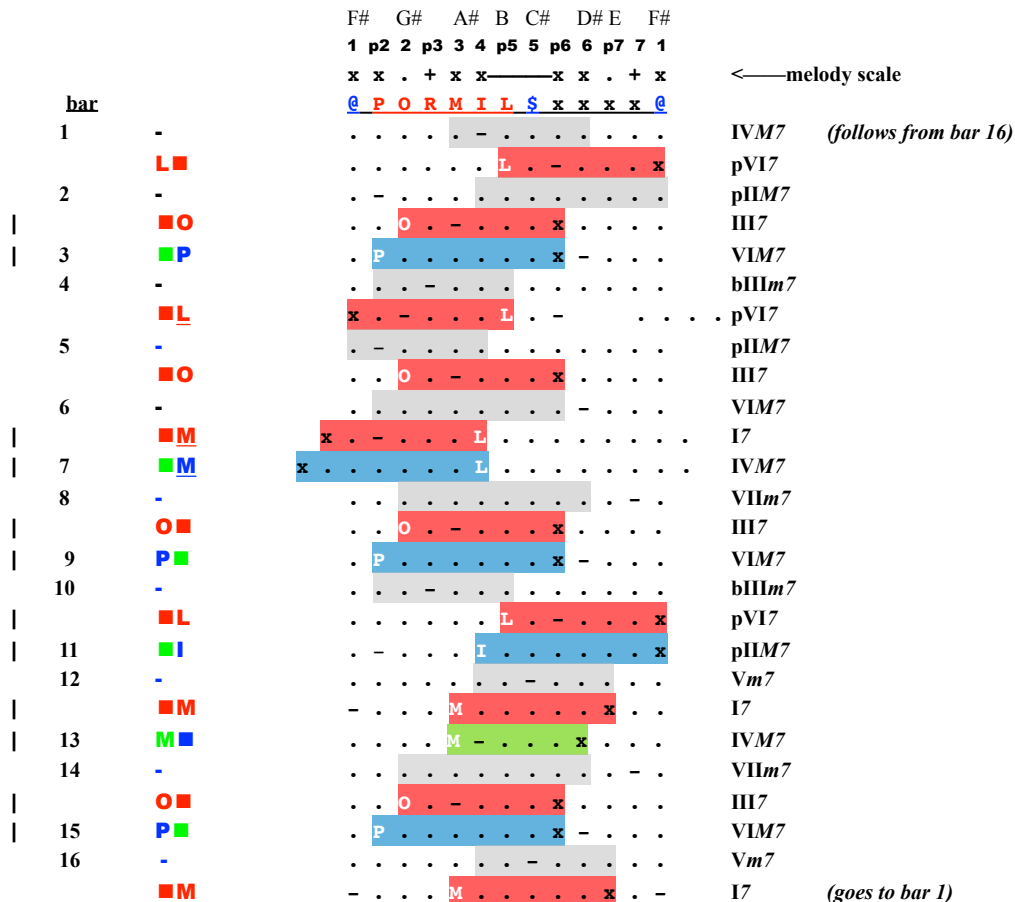 F# G# A# B C# D# E F#
1 p2 2 p3 3 4 p5 5 p6 6 p7 7 1
x x . + x x———x x . + x <——melody scale
bar @ P O R M I L $ x x x x @
1 - . . . . . – . . . . . . . IVM7 (follows from bar 16)
L■ . . . . . . L . – . . . x pVI7
2 - . – . . . . . . . . . . . pIIM7
| ■O . . O . – . . . x . . . . III7
| 3 ■P . P . . . . . . x – . . . VIM7
4 - . . . – . . . . . . . . . bIIIm7
■L x . – . . . L . – . . . . pVI7
5 - . – . . . . . . . . . . . pIIM7
■O . . O . – . . . x . . . . III7
6 - . . . . . . . . . – . . . VIM7
| ■M x . – . . . L . . . . . . . . I7
| 7 ■M x . . . . . . L . . . . . . . . IVM7
8 - . . . . . . . . . . . – . VIIm7
| O■ . . O . – . . . x . . . . III7
| 9 P■ . P . . . . . . x – . . . VIM7
10 - . . . – . . . . . . . . . bIIIm7
| ■L . . . . . . L . – . . . x pVI7
| 11 ■I . – . . . I . . . . . . x pIIM7
12 - . . . . . . . – . . . . . Vm7
| ■M – . . . M . . . . . x . . I7
| 13 M■ . . . . M – . . . x . . . IVM7
14 - . . . . . . . . . . . – . VIIm7
| O■ . . O . – . . . x . . . . III7
| 15 P■ . P . . . . . . x – . . . VIM7
16 - . . . . . . . – . . . . . Vm7
■M – . . . M . . . . . x . – I7 (goes to bar 1)